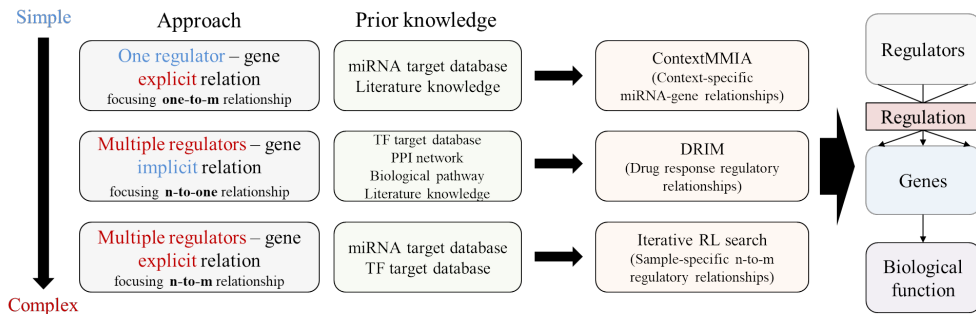 Simple
Complex
Approach
Prior knowledge
One regulator – gene
explicit relation
focusing one-to-m relationship
miRNA target database
Literature knowledge
ContextMMIA
(Context-specific
miRNA-gene relationships)
Multiple regulators – gene
implicit relation
focusing n-to-one relationship
TF target database
PPI network
Biological pathway
Literature knowledge
DRIM
(Drug response regulatory
relationships)
Multiple regulators – gene
explicit relation
focusing n-to-m relationship
miRNA target database
TF target database
Iterative RL search
(Sample-specific n-to-m
regulatory relationships)
Regulators
Regulation
Genes
Biological
function